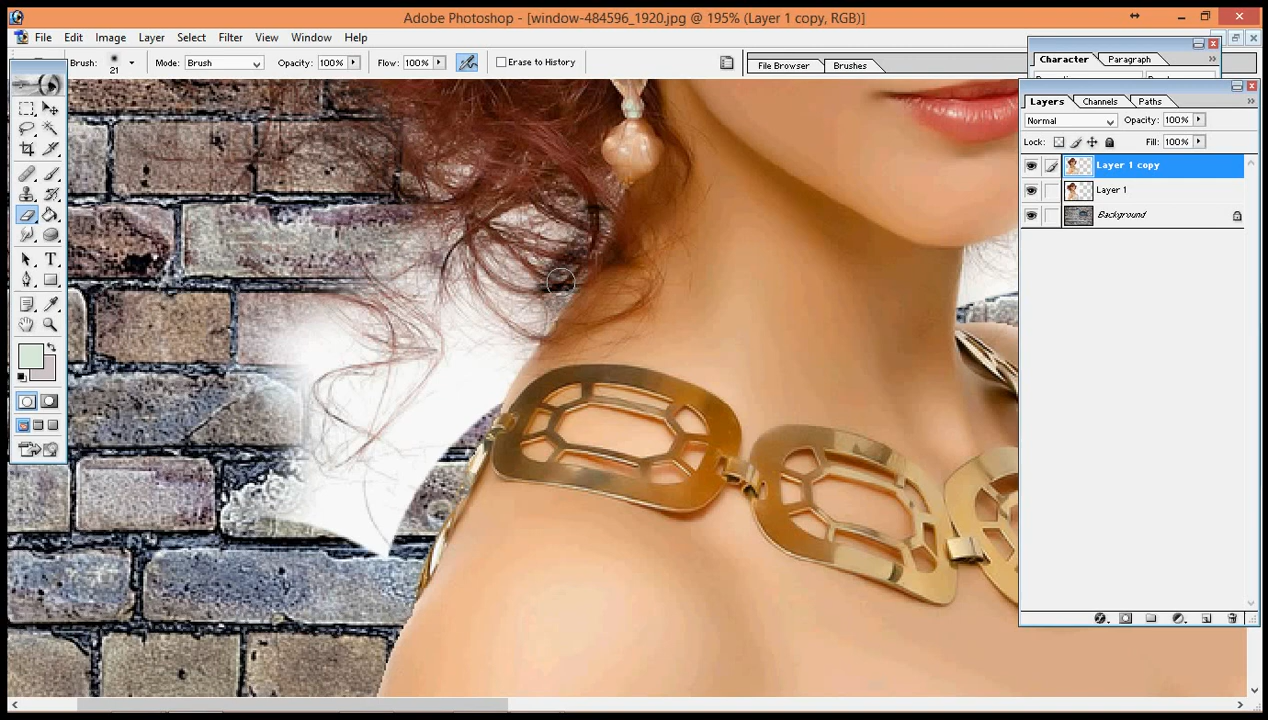 Adobe Photoshop - [window-484596_1920.jpg @ 195% (Layer 1 copy, RGB)]
File Edit Image Layer Select Filter View Window Help
Brush: 21 Mode: Brush Opacity: 100% Flow: 100% Erase to History File Browser Brushes
Character Paragraph
Layers Channels Paths
Normal Opacity: 100%
Lock: Fill: 100%
Layer 1 copy
Layer 1
Background